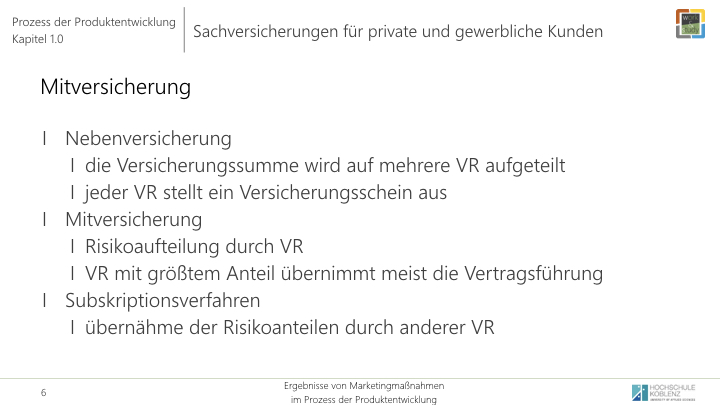 Prozess der Produktentwicklung
Kapitel 1.0
Sachversicherungen für private und gewerbliche Kunden
work
&
study
Mitversicherung
l Nebenversicherung
l die Versicherungssumme wird auf mehrere VR aufgeteilt
l jeder VR stellt ein Versicherungsschein aus
l Mitversicherung
l Risikoaufteilung durch VR
l VR mit größtem Anteil übernimmt meist die Vertragsführung
l Subskriptionsverfahren
l übernähme der Risikoanteilen durch anderer VR
6
Ergebnisse von Marketingmaßnahmen
im Prozess der Produktentwicklung
HOCHSCHULE
KOBLENZ
UNIVERSITY OF APPLIED SCIENCES